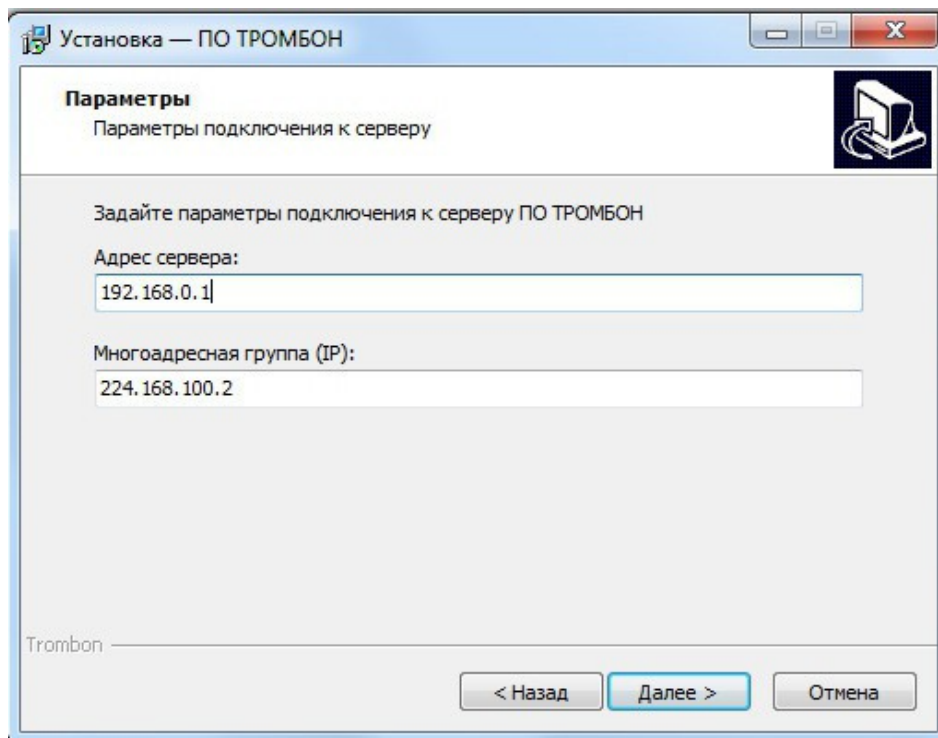 Установка — ПО ТРОМБОН
Параметры
Параметры подключения к серверу
Задайте параметры подключения к серверу ПО ТРОМБОН
Адрес сервера:
192.168.0.1
Многоадресная группа (IP):
224.168.100.2
Trombon
< Назад Далее > Отмена